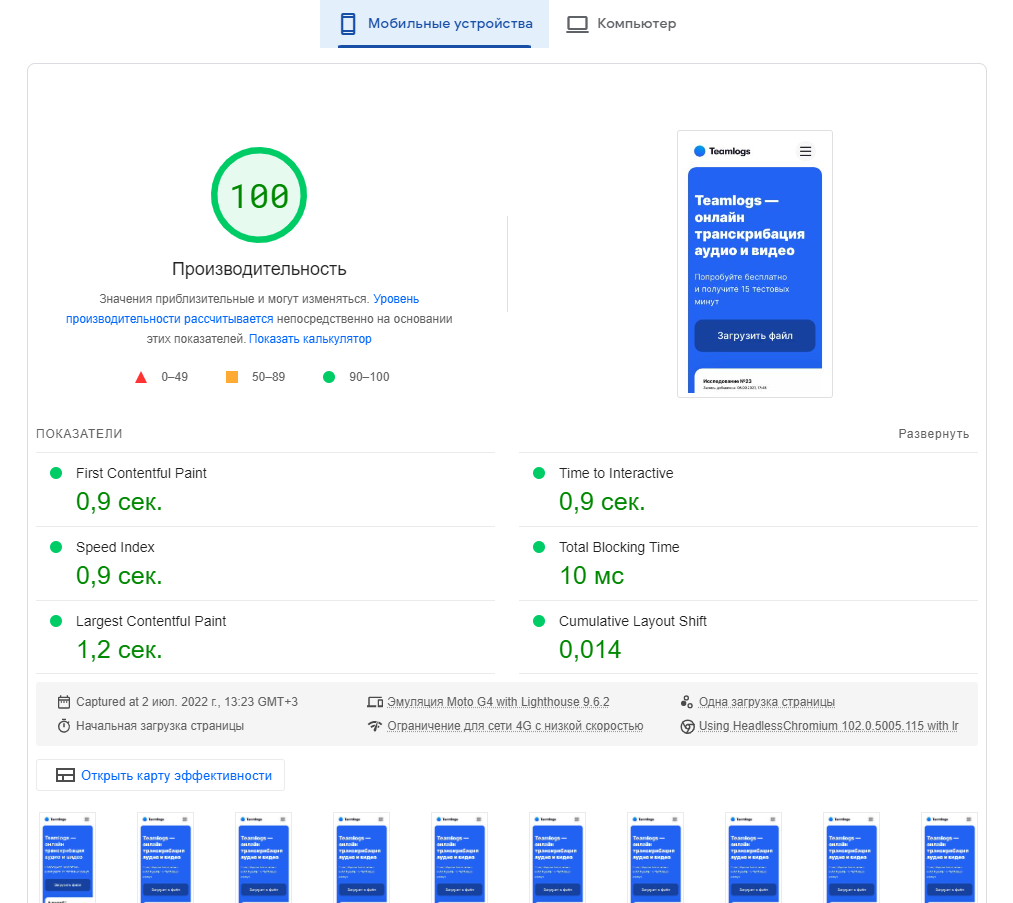 Мобильные устройства
Компьютер
100
Производительность
Значения приблизительные и могут изменяться. Уровень
производительности рассчитывается непосредственно на основании
этих показателей. Показать калькулятор
0–49
50–89
90–100
Teamlogs
Teamlogs —
онлайн
транскрибация
аудио и видео
Попробуйте бесплатно
и получите 15 тестовых
минут
Загрузить файл
Исследование №23
ПОКАЗАТЕЛИ
Развернуть
First Contentful Paint
0,9 сек.
Time to Interactive
0,9 сек.
Speed Index
0,9 сек.
Total Blocking Time
10 мс
Largest Contentful Paint
1,2 сек.
Cumulative Layout Shift
0,014
Captured at 2 июл. 2022 г., 13:23 GMT+3
Эмуляция Moto G4 with Lighthouse 9.6.2
Одна загрузка страницы
Начальная загрузка страницы
Ограничение для сети 4G с низкой скоростью
Using HeadlessChromium 102.0.5005.115 with lr
Открыть карту эффективности